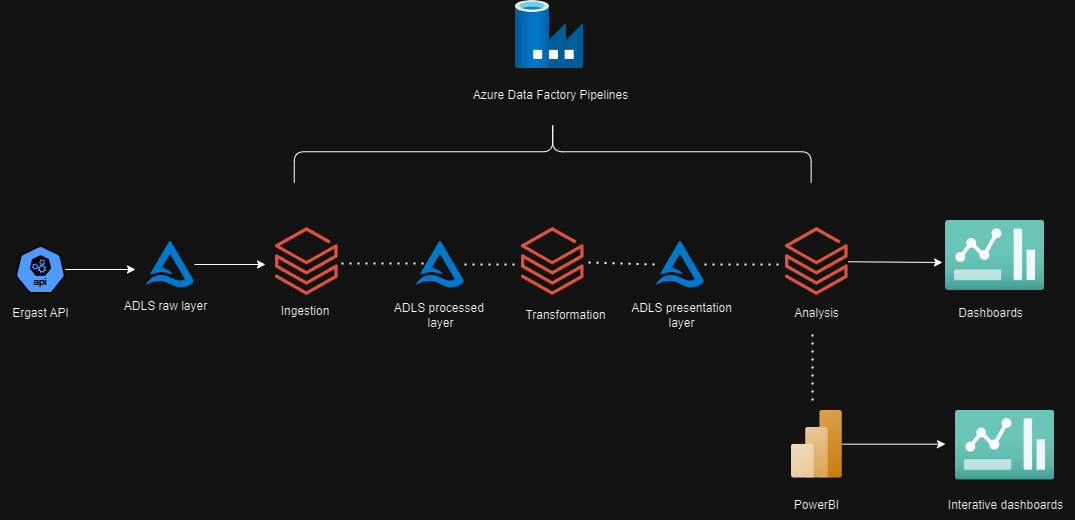 Azure Data Factory Pipelines
api
Ergast API
ADLS raw layer
Ingestion
ADLS processed
layer
Transformation
ADLS presentation
layer
Analysis
Dashboards
PowerBI
Interative dashboards